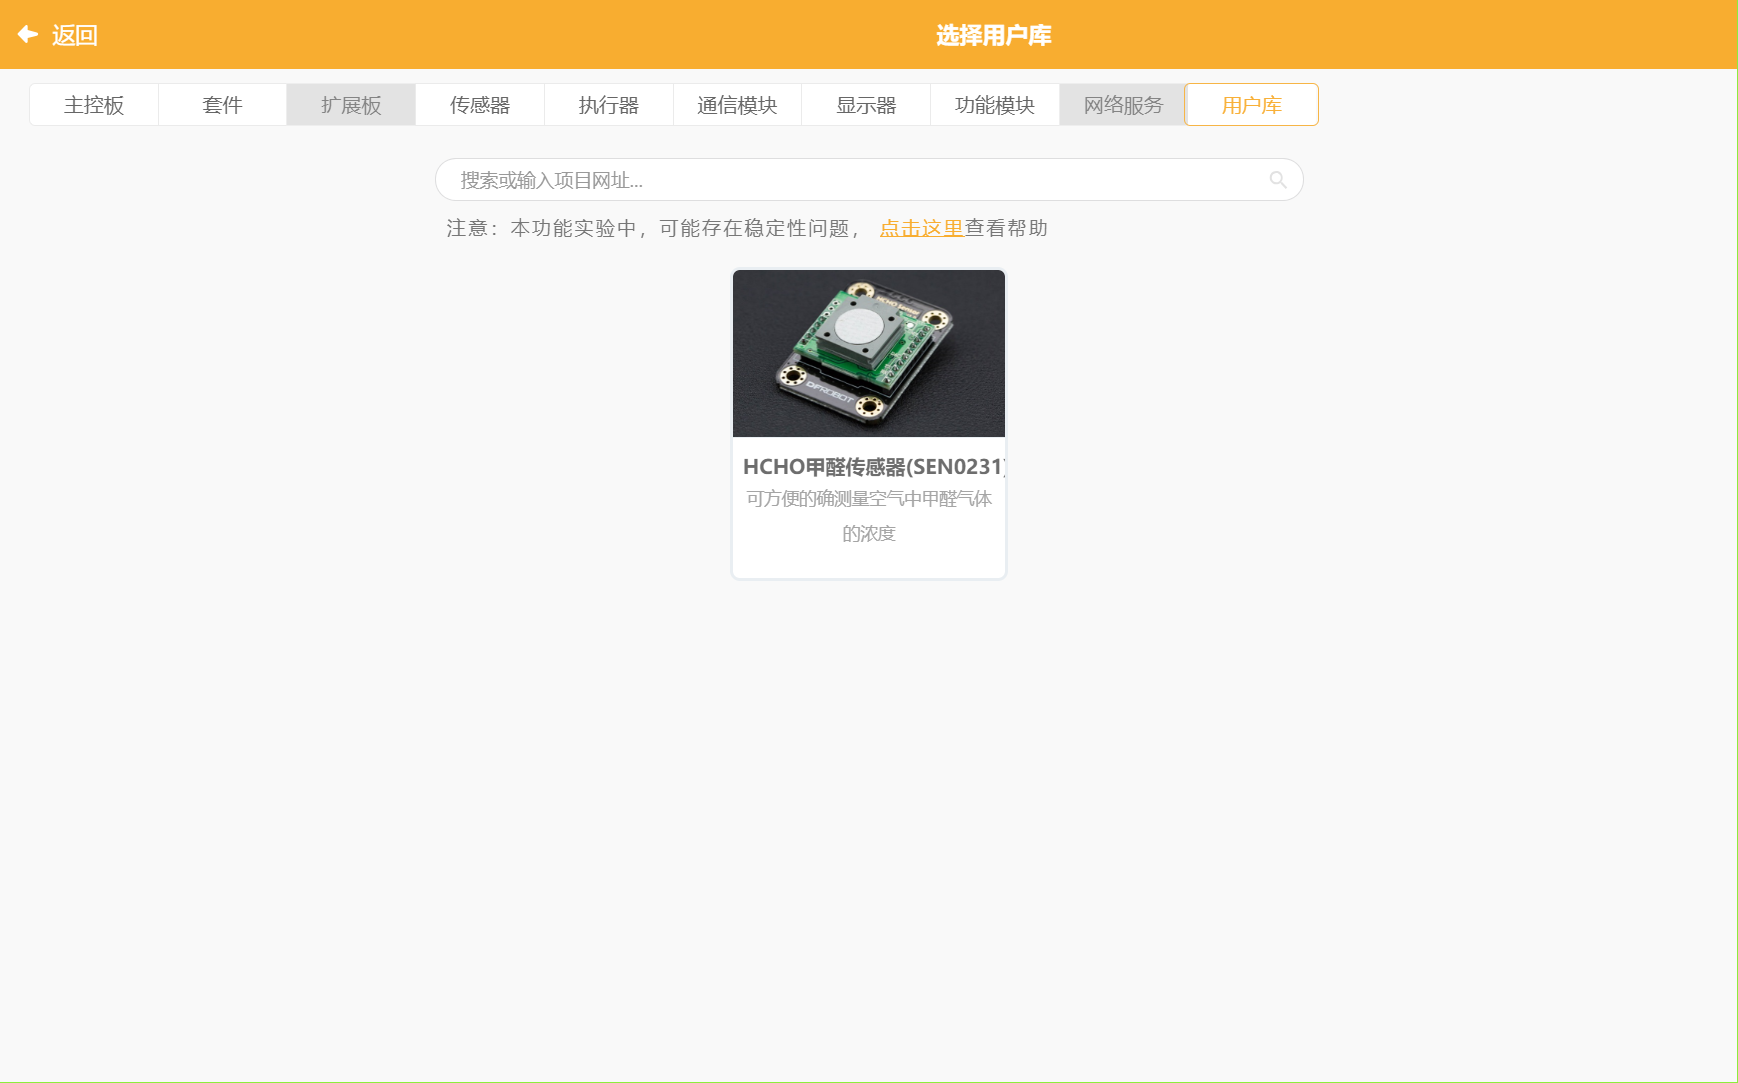 返回
选择用户库
主控板 套件 扩展板 传感器 执行器 通信模块 显示器 功能模块 网络服务 用户库
搜索或输入项目网址...
注意：本功能实验中，可能存在稳定性问题， 点击这里查看帮助
HCHO SENSOR
DFROBOT
HCHO甲醛传感器(SEN0231)
可方便的确测量空气中甲醛气体
的浓度